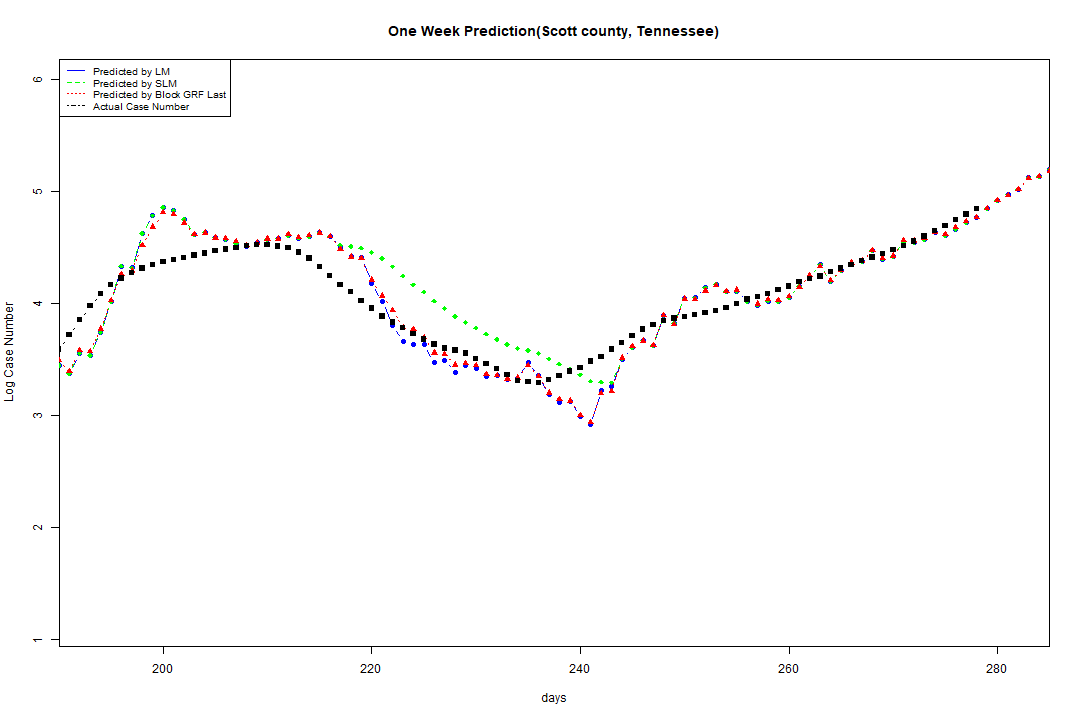 One Week Prediction(Scott county, Tennessee)
Predicted by LM
Predicted by SLM
Predicted by Block GRF Last
Actual Case Number
6
5
4
3
2
1
Log Case Number
200 220 240 260 280
days